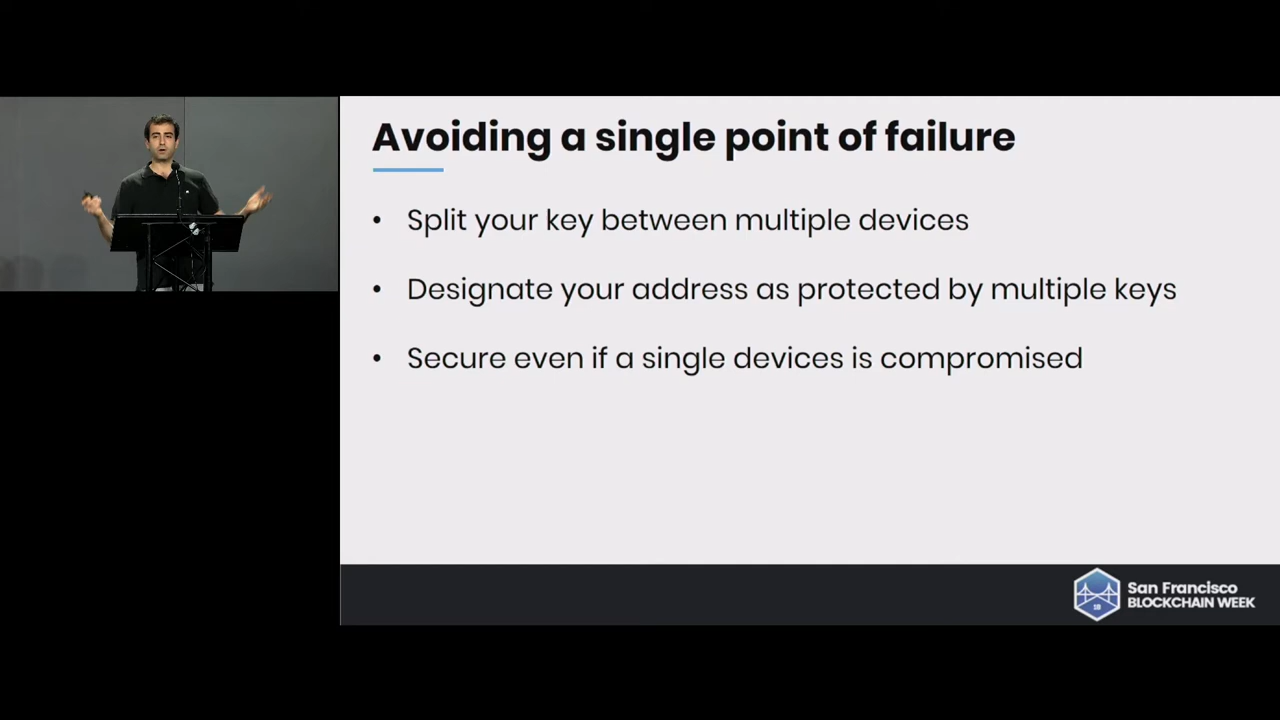 Avoiding a single point of failure
• Split your key between multiple devices
• Designate your address as protected by multiple keys
• Secure even if a single devices is compromised
18
San Francisco
BLOCKCHAIN WEEK